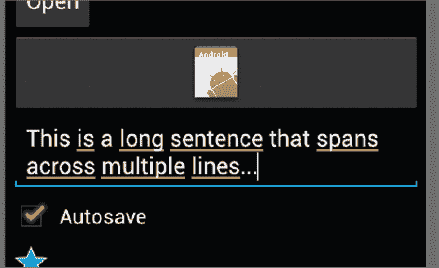 Open
Android
This is a long sentence that spans
across multiple lines...
Autosave